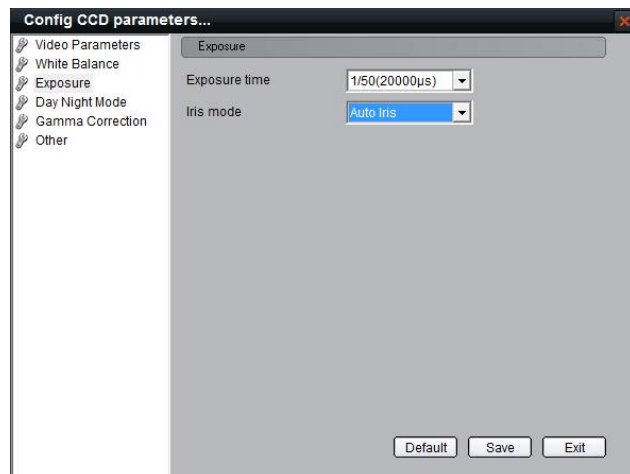 Config CCD parameters...
Video Parameters
White Balance
Exposure
Day Night Mode
Gamma Correction
Other
Exposure
Exposure time 1/50(20000μs)
Iris mode Auto Iris
Default Save Exit